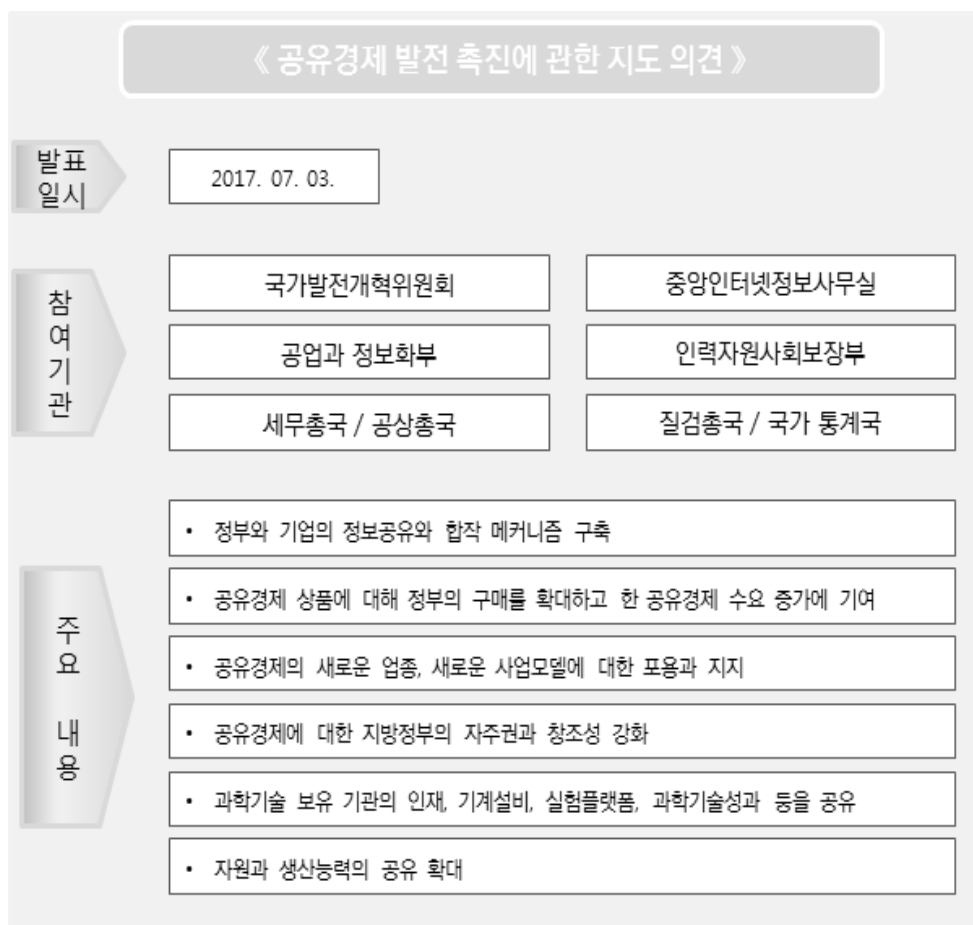 《 공유경제 발전 촉진에 관한 지도 의견 》
발표
일시
2017. 07. 03.
참
여
기
관
국가발전개혁위원회
중앙인터넷정보사무실
공업과 정보화부
인력자원사회보장부
세무총국 / 공상총국
질검총국 / 국가 통계국
주
요
내
용
• 정부와 기업의 정보공유와 합작 메커니즘 구축
• 공유경제 상품에 대해 정부의 구매를 확대하고 한 공유경제 수요 증가에 기여
• 공유경제의 새로운 업종, 새로운 사업모델에 대한 포용과 지지
• 공유경제에 대한 지방정부의 자주권과 창조성 강화
• 과학기술 보유 기관의 인재, 기계설비, 실험플랫폼, 과학기술성과 등을 공유
• 자원과 생산능력의 공유 확대